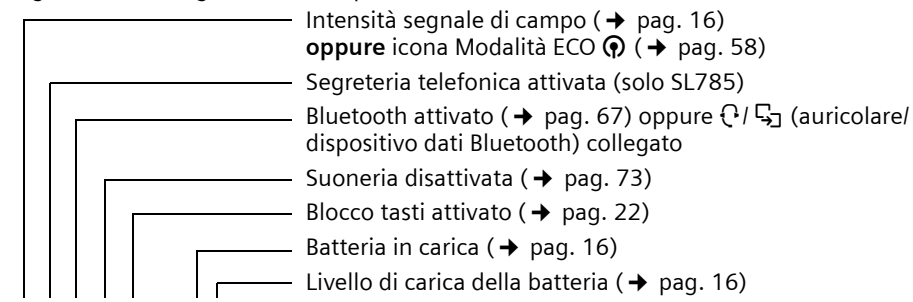 Intensità segnale di campo ( ➔ pag. 16)
oppure icona Modalità ECO ( ➔ pag. 58)
Segreteria telefonica attivata (solo SL785)
Bluetooth attivato ( ➔ pag. 67) oppure / (auricolare/
dispositivo dati Bluetooth) collegato
Suoneria disattivata ( ➔ pag. 73)
Blocco tasti attivato ( ➔ pag. 22)
Batteria in carica ( ➔ pag. 16)
Livello di carica della batteria ( ➔ pag. 16)